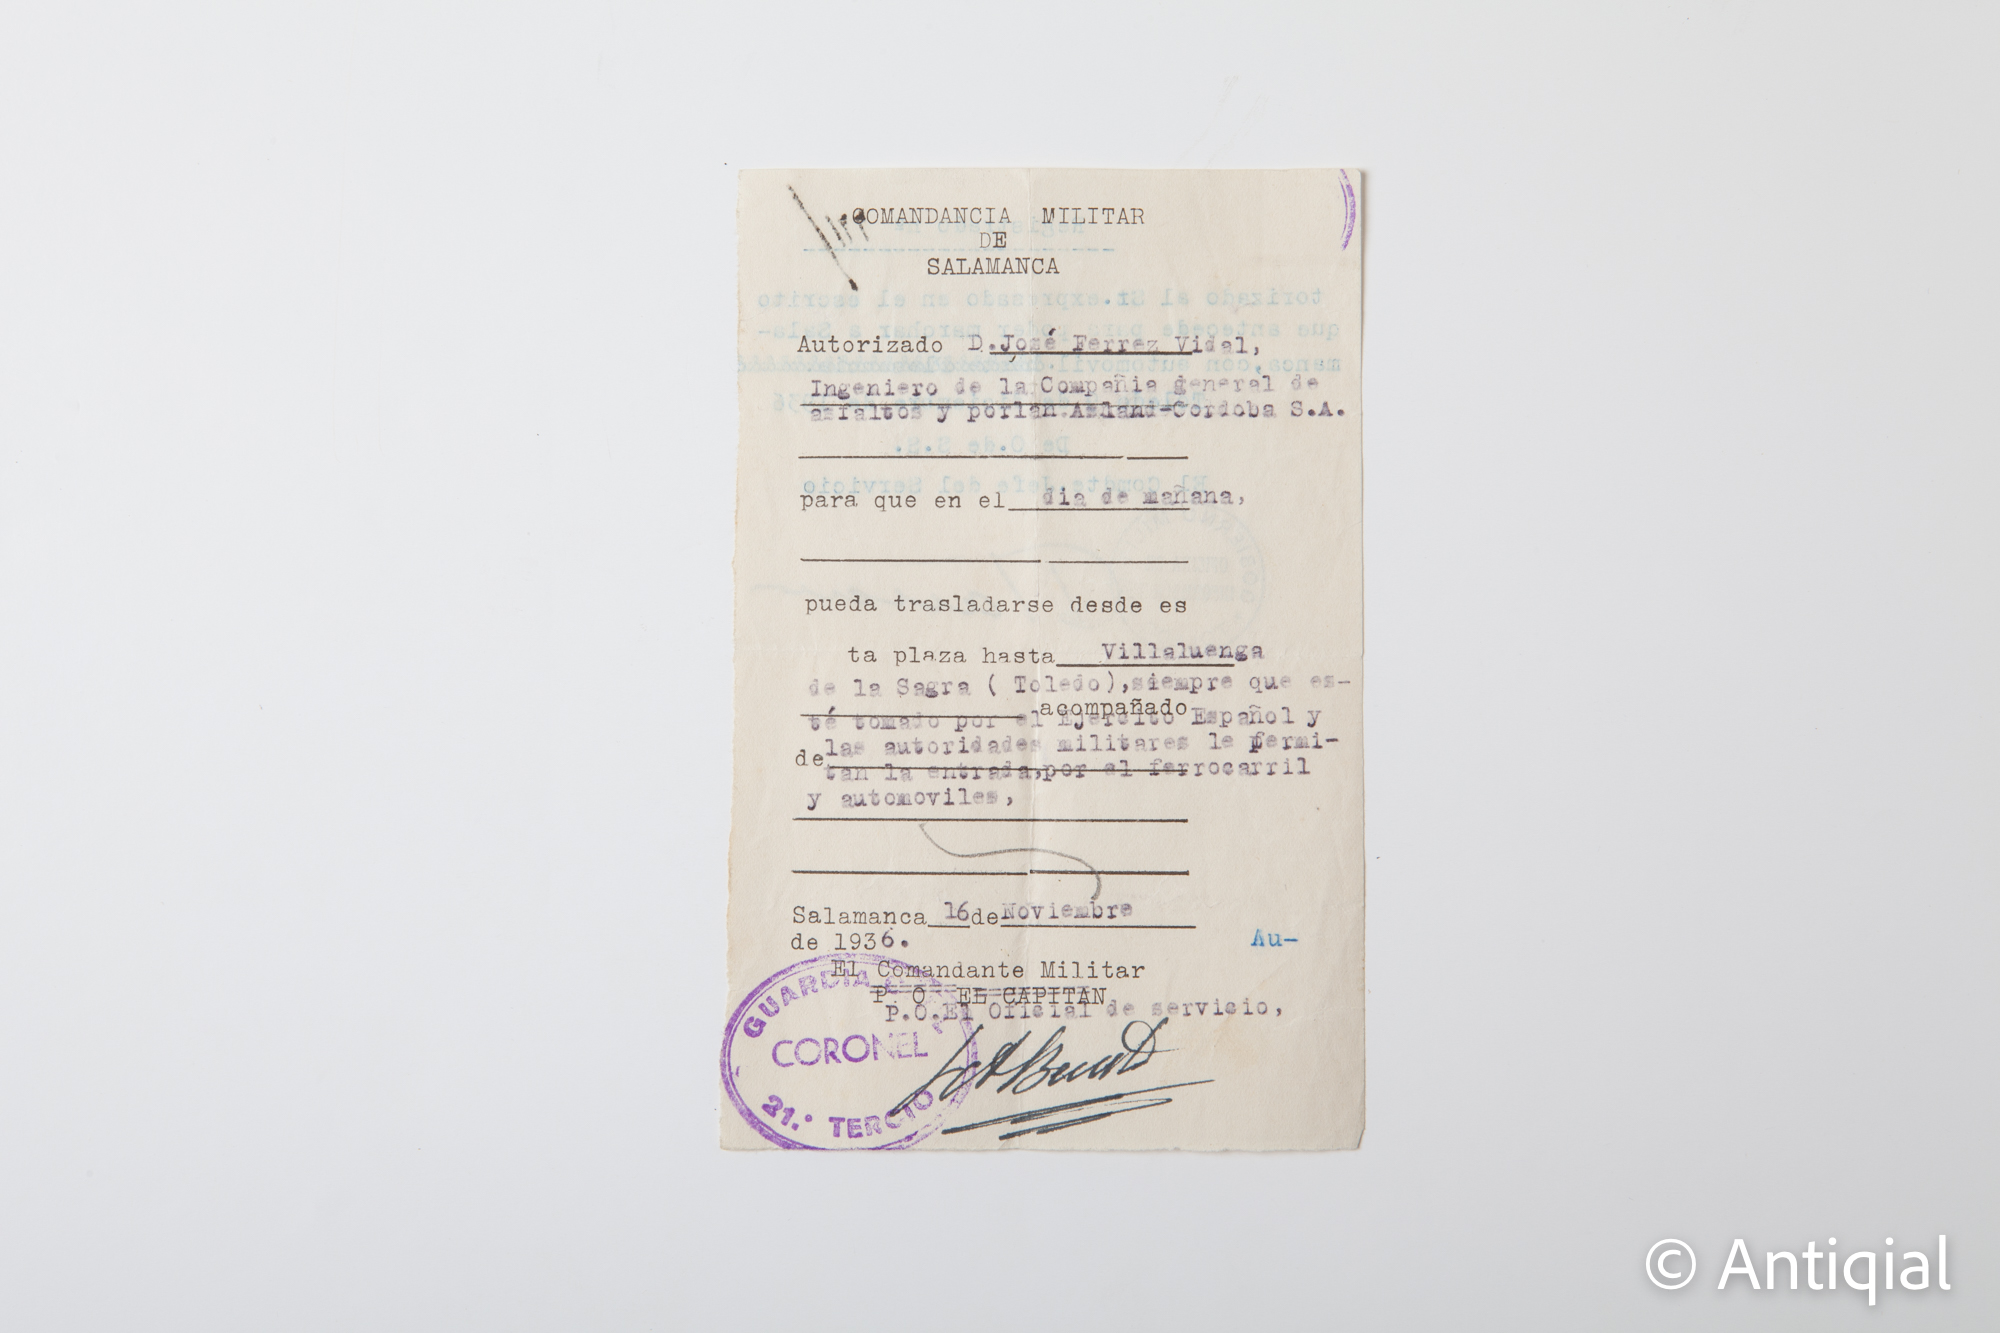 COMANDANCIA MILITAR
DE
SALAMANCA
Autorizado D. José Ferrez Vidal,
Ingeniero de la Compañia general de
asfaltos y porlan Asland-Cordoba S.A.
para que en el dia de mañana,
pueda trasladarse desde es
ta plaza hasta Villaluenga
de la Sagra ( Toledo), siempre que es-
acompañado
té tomado por el Ejército Español y
de las autoridades militares le permi-
tan la entrada, por el ferrocarril
y automoviles,
Salamanca 16 de Noviembre
de 1936.
Au-
El Comandante Militar
P. O. EL CAPITAN
P.O.El Oficial de servicio,
GUARDIA
CORONEL
21.º TERCIO
© Antiqial